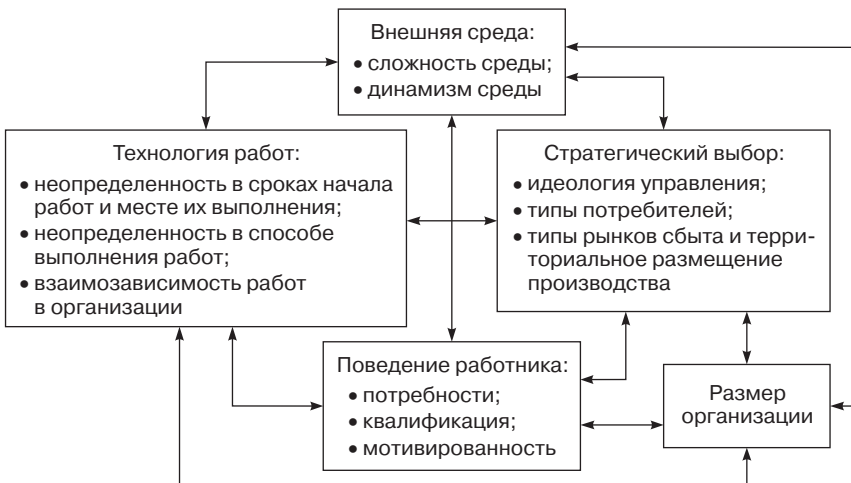 Внешняя среда:
• сложность среды;
• динамизм среды
Технология работ:
• неопределенность в сроках начала
работ и месте их выполнения;
• неопределенность в способе
выполнения работ;
• взаимозависимость работ
в организации
Стратегический выбор:
• идеология управления;
• типы потребителей;
• типы рынков сбыта и терри-
ториальное размещение
производства
Поведение работника:
• потребности;
• квалификация;
• мотивированность
Размер
организации